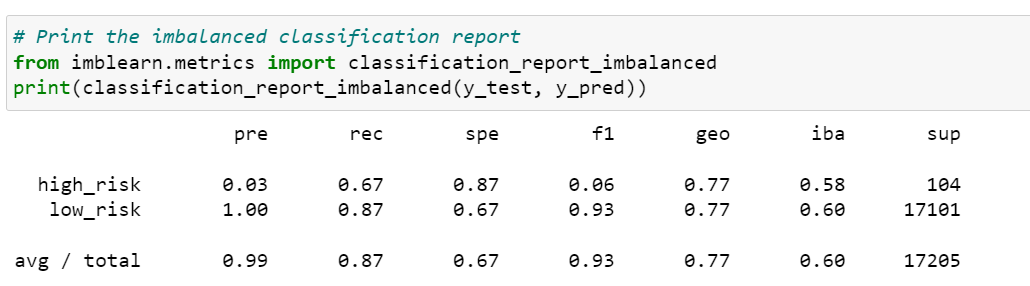 # Print the imbalanced classification report
from imblearn.metrics import classification_report_imbalanced
print(classification_report_imbalanced(y_test, y_pred))
pre rec spe f1 geo iba sup
high_risk 0.03 0.67 0.87 0.06 0.77 0.58 104
low_risk 1.00 0.87 0.67 0.93 0.77 0.60 17101
avg / total 0.99 0.87 0.67 0.93 0.77 0.60 17205